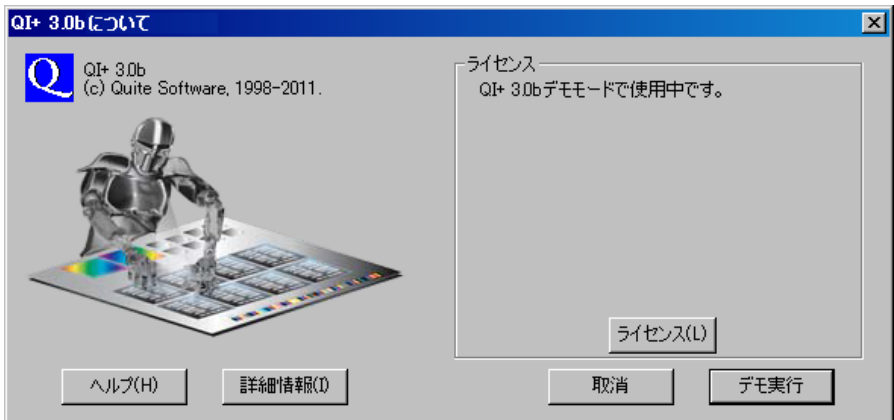 QI+ 3.0bについて
Q
QI+ 3.0b
(c) Quite Software, 1998-2011.
ライセンス
QI+ 3.0bデモモードで使用中です。
ライセンス(L)
ヘルプ(H)
詳細情報(I)
取消
デモ実行